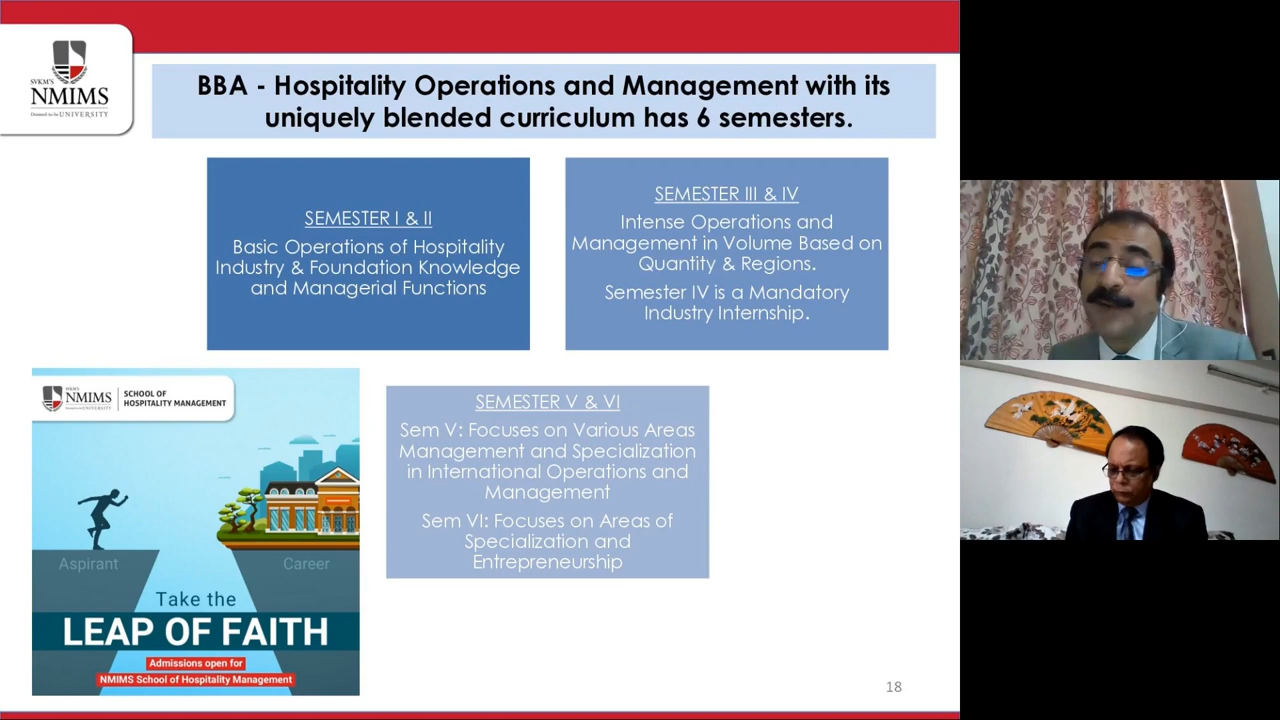 SVKM'S
NMIMS
Deemed to be UNIVERSITY
BBA - Hospitality Operations and Management with its
uniquely blended curriculum has 6 semesters.
SEMESTER I & II
Basic Operations of Hospitality
Industry & Foundation Knowledge
and Managerial Functions
SEMESTER III & IV
Intense Operations and
Management in Volume Based on
Quantity & Regions.
Semester IV is a Mandatory
Industry Internship.
SVKM'S
NMIMS
Deemed to be UNIVERSITY
SCHOOL OF
HOSPITALITY MANAGEMENT
Aspirant
Career
Take the
LEAP OF FAITH
Admissions open for
NMIMS School of Hospitality Management
SEMESTER V & VI
Sem V: Focuses on Various Areas
Management and Specialization
in International Operations and
Management
Sem VI: Focuses on Areas of
Specialization and
Entrepreneurship
18